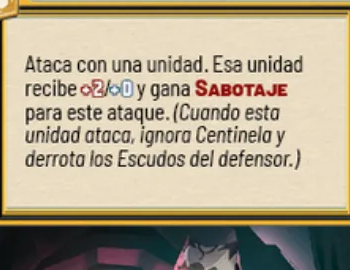 Ataca con una unidad. Esa unidad
recibe +2/+0 y gana SABOTAJE
para este ataque. (Cuando esta
unidad ataca, ignora Centinela y
derrota los Escudos del defensor.)